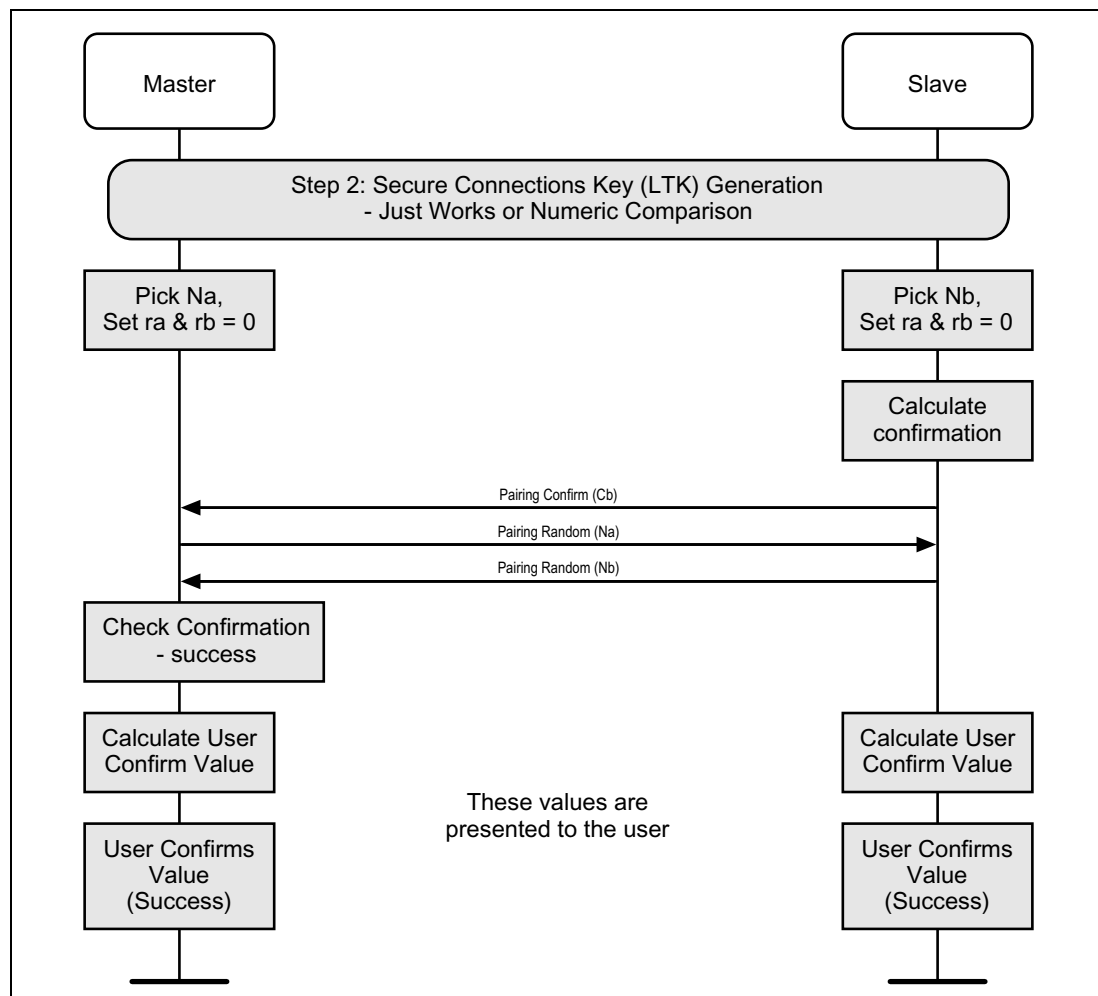 Master
Slave
Step 2: Secure Connections Key (LTK) Generation
- Just Works or Numeric Comparison
Pick Na,
Set ra & rb = 0
Pick Nb,
Set ra & rb = 0
Calculate
confirmation
Pairing Confirm (Cb)
Pairing Random (Na)
Pairing Random (Nb)
Check Confirmation
- success
Calculate User
Confirm Value
Calculate User
Confirm Value
These values are
presented to the user
User Confirms
Value
(Success)
User Confirms
Value
(Success)